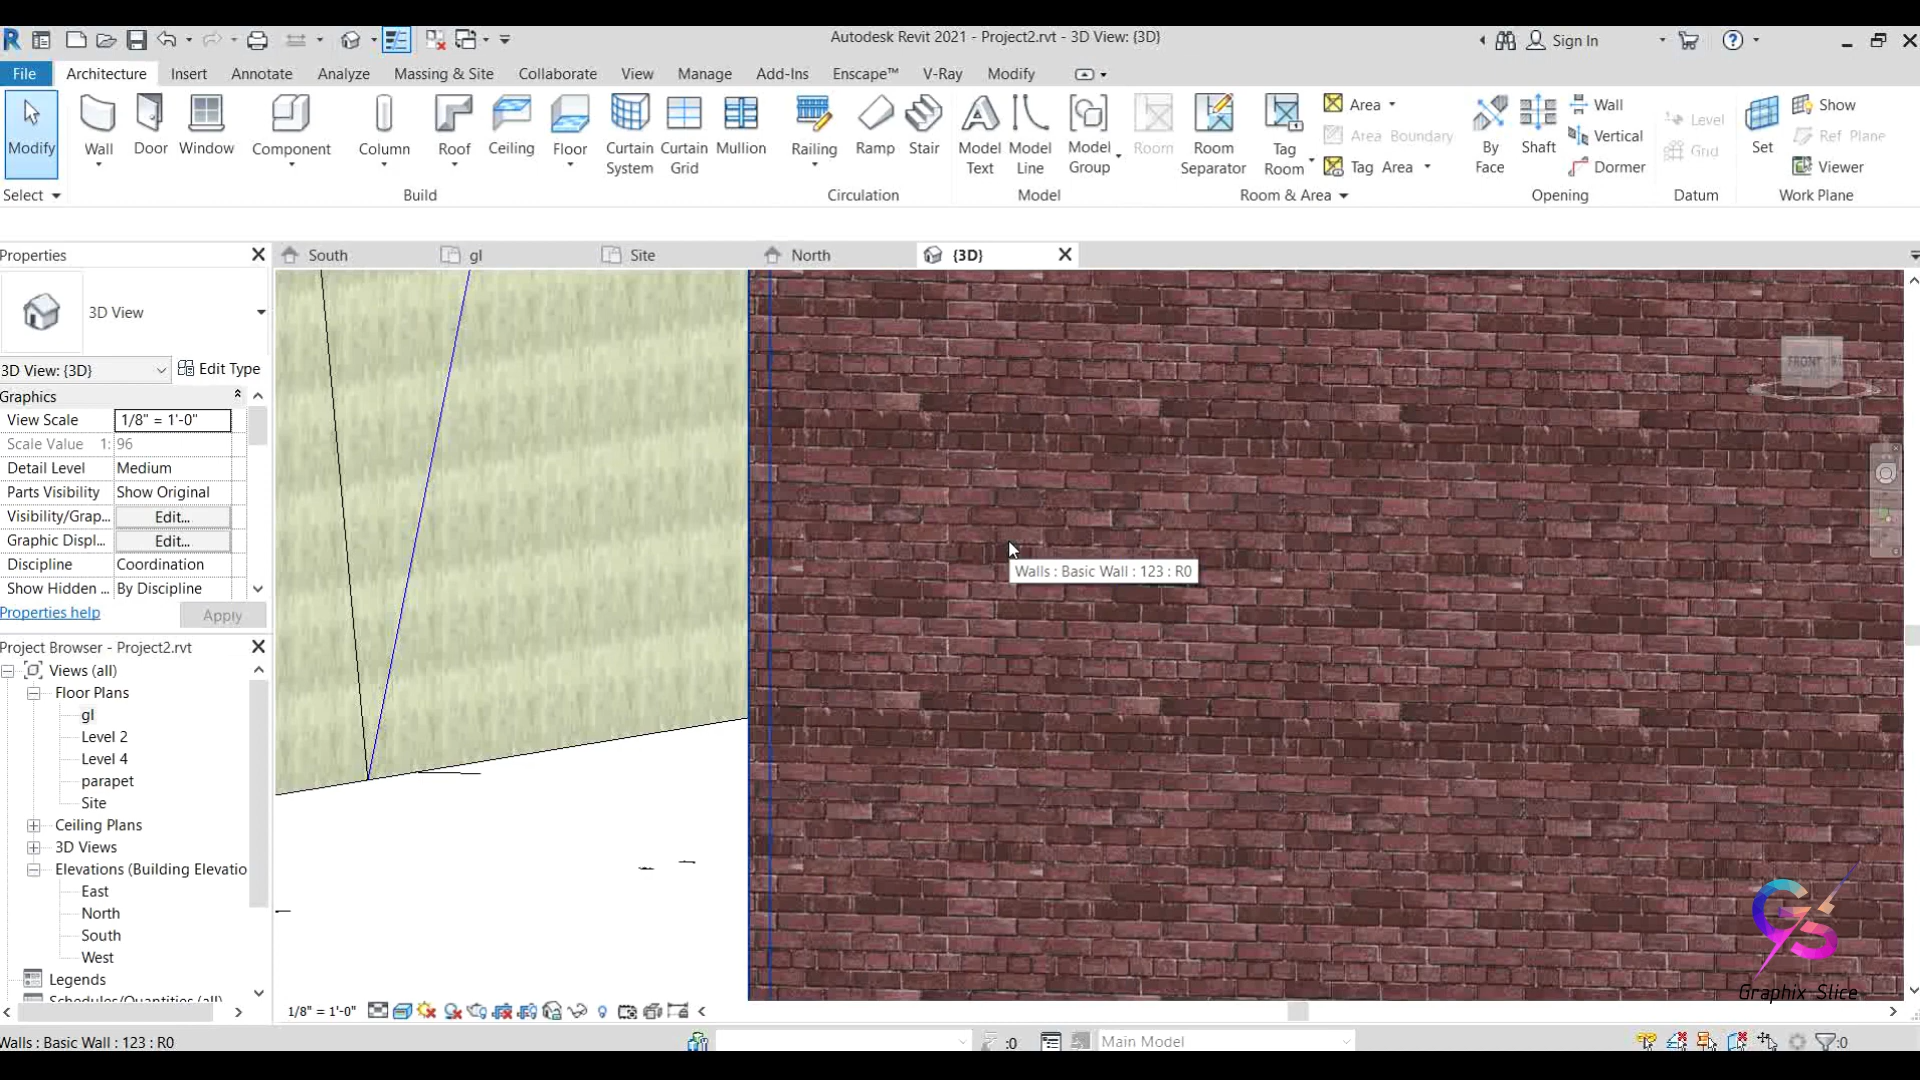 Autodesk Revit 2021 - Project2.rvt - 3D View: {3D}
Sign In
File Architecture Insert Annotate Analyze Massing & Site Collaborate View Manage Add-Ins Enscape™ V-Ray Modify
Modify
Wall
Door
Window
Component
Column
Roof
Ceiling
Floor
Curtain System
Curtain Grid
Mullion
Railing
Ramp
Stair
Model Text
Model Line
Model Group
Room
Room Separator
Tag Room
Area
Area Boundary
Tag Area
By Face
Shaft
Wall
Vertical
Dormer
Level
Grid
Set
Show
Ref Plane
Viewer
Select
Build
Circulation
Model
Room & Area
Opening
Datum
Work Plane
Properties
South
gl
Site
North
{3D}
3D View
3D View: {3D}
Edit Type
Graphics
View Scale 1/8" = 1'-0"
Scale Value 1: 96
Detail Level Medium
Parts Visibility Show Original
Visibility/Grap... Edit...
Graphic Displ... Edit...
Discipline Coordination
Show Hidden ... By Discipline
Properties help
Apply
Project Browser - Project2.rvt
Views (all)
Floor Plans
gl
Level 2
Level 4
parapet
Site
Ceiling Plans
3D Views
Elevations (Building Elevatio
East
North
South
West
Legends
Schedules/Quantities (all)
FRONT
Walls : Basic Wall : 123 : R0
Graphix Slice
1/8" = 1'-0"
Walls : Basic Wall : 123 : R0
:0
Main Model
:0